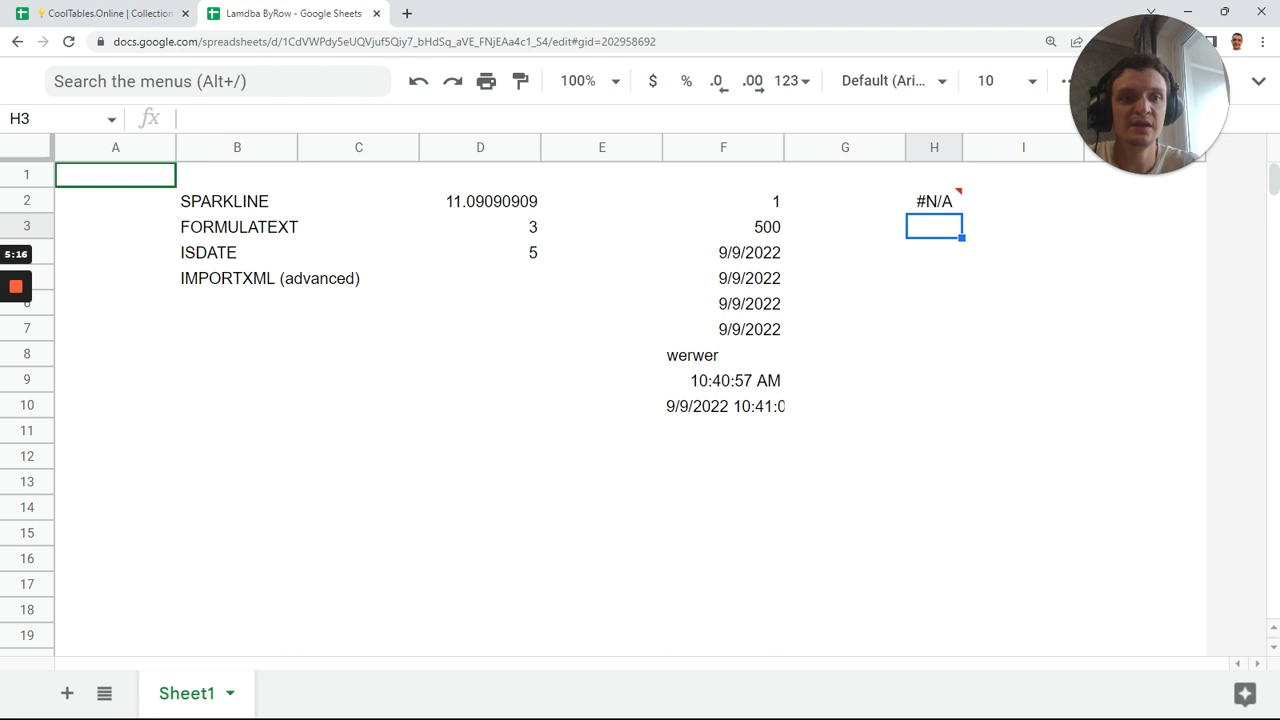 CoolTables.Online | Collection
Lamdba ByRow - Google Sheets
docs.google.com/spreadsheets/d/1CdVWPdy5eUQVjuf5Qiy7_bHdSq_aVE_FNjEAa4c1_S4/edit#gid=202958692
Search the menus (Alt+/)
100%
$
%
.0
.00
123
Default (Ari...
10
H3
fx
A B C D E F G H I
1
2 SPARKLINE 11.09090909 1 #N/A
3 FORMULATEXT 3 500
5:16 ISDATE 5 9/9/2022
IMPORTXML (advanced) 9/9/2022
6 9/9/2022
7 9/9/2022
8 werwer
9 10:40:57 AM
10 9/9/2022 10:41:0
11
12
13
14
15
16
17
18
19
Sheet1